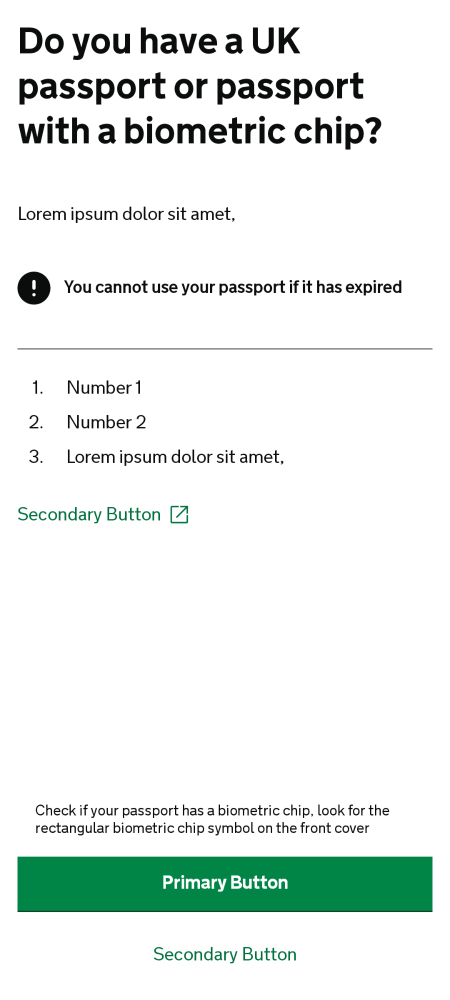 Do you have a UK
passport or passport
with a biometric chip?
Lorem ipsum dolor sit amet,
You cannot use your passport if it has expired
1. Number 1
2. Number 2
3. Lorem ipsum dolor sit amet,
Secondary Button
Check if your passport has a biometric chip, look for the
rectangular biometric chip symbol on the front cover
Primary Button
Secondary Button